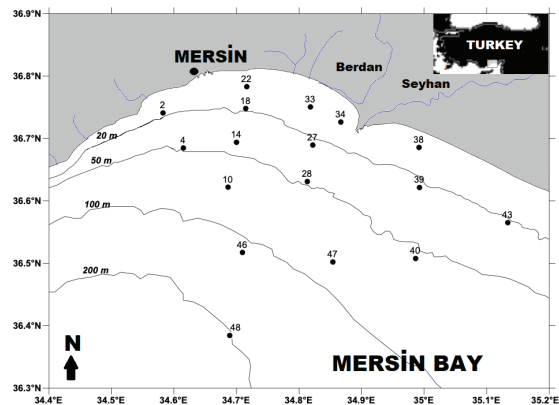 36.9°N
36.8°N
36.7°N
36.6°N
36.5°N
36.4°N
36.3°N
TURKEY
MERSİN
Berdan
Seyhan
22
18
33
34
2
20 m
4
14
27
38
50 m
10
28
39
43
100 m
46
47
40
200 m
48
N
MERSİN BAY
34.4°E
34.5°E
34.6°E
34.7°E
34.8°E
34.9°E
35°E
35.1°E
35.2°E